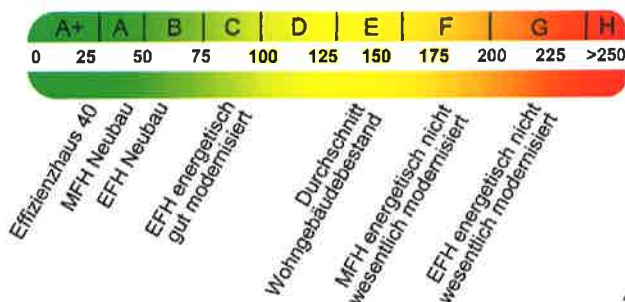 A+ A B C D E F G H
0 25 50 75 100 125 150 175 200 225 >250
Effizienzhaus 40
MFH Neubau
EFH Neubau
EFH energetisch
gut modernisiert
Durchschnitt
Wohngebäudebestand
MFH energetisch nicht
wesentlich modernisiert
EFH energetisch nicht
wesentlich modernisiert